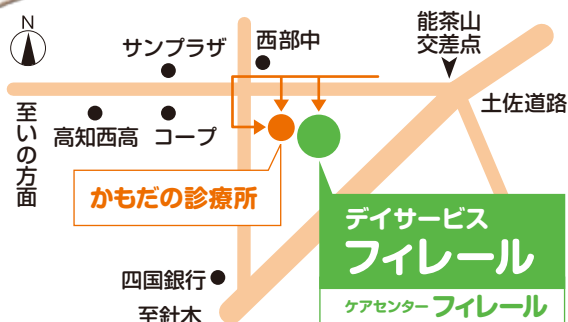 N
サンプラザ
西部中
能茶山
交差点
土佐道路
至いの方面
高知西高
コープ
かもだの診療所
デイサービス
フィレール
四国銀行
ケアセンターフィレール
至針木